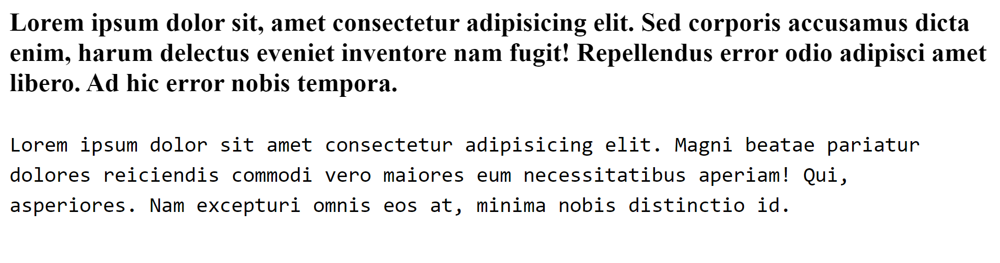 Lorem ipsum dolor sit, amet consectetur adipisicing elit. Sed corporis accusamus dicta
enim, harum delectus eveniet inventore nam fugit! Repellendus error odio adipisci amet
libero. Ad hic error nobis tempora.
Lorem ipsum dolor sit amet consectetur adipisicing elit. Magni beatae pariatur
dolores reiciendis commodi vero maiores eum necessitatibus aperiam! Qui,
asperiores. Nam excepturi omnis eos at, minima nobis distinctio id.